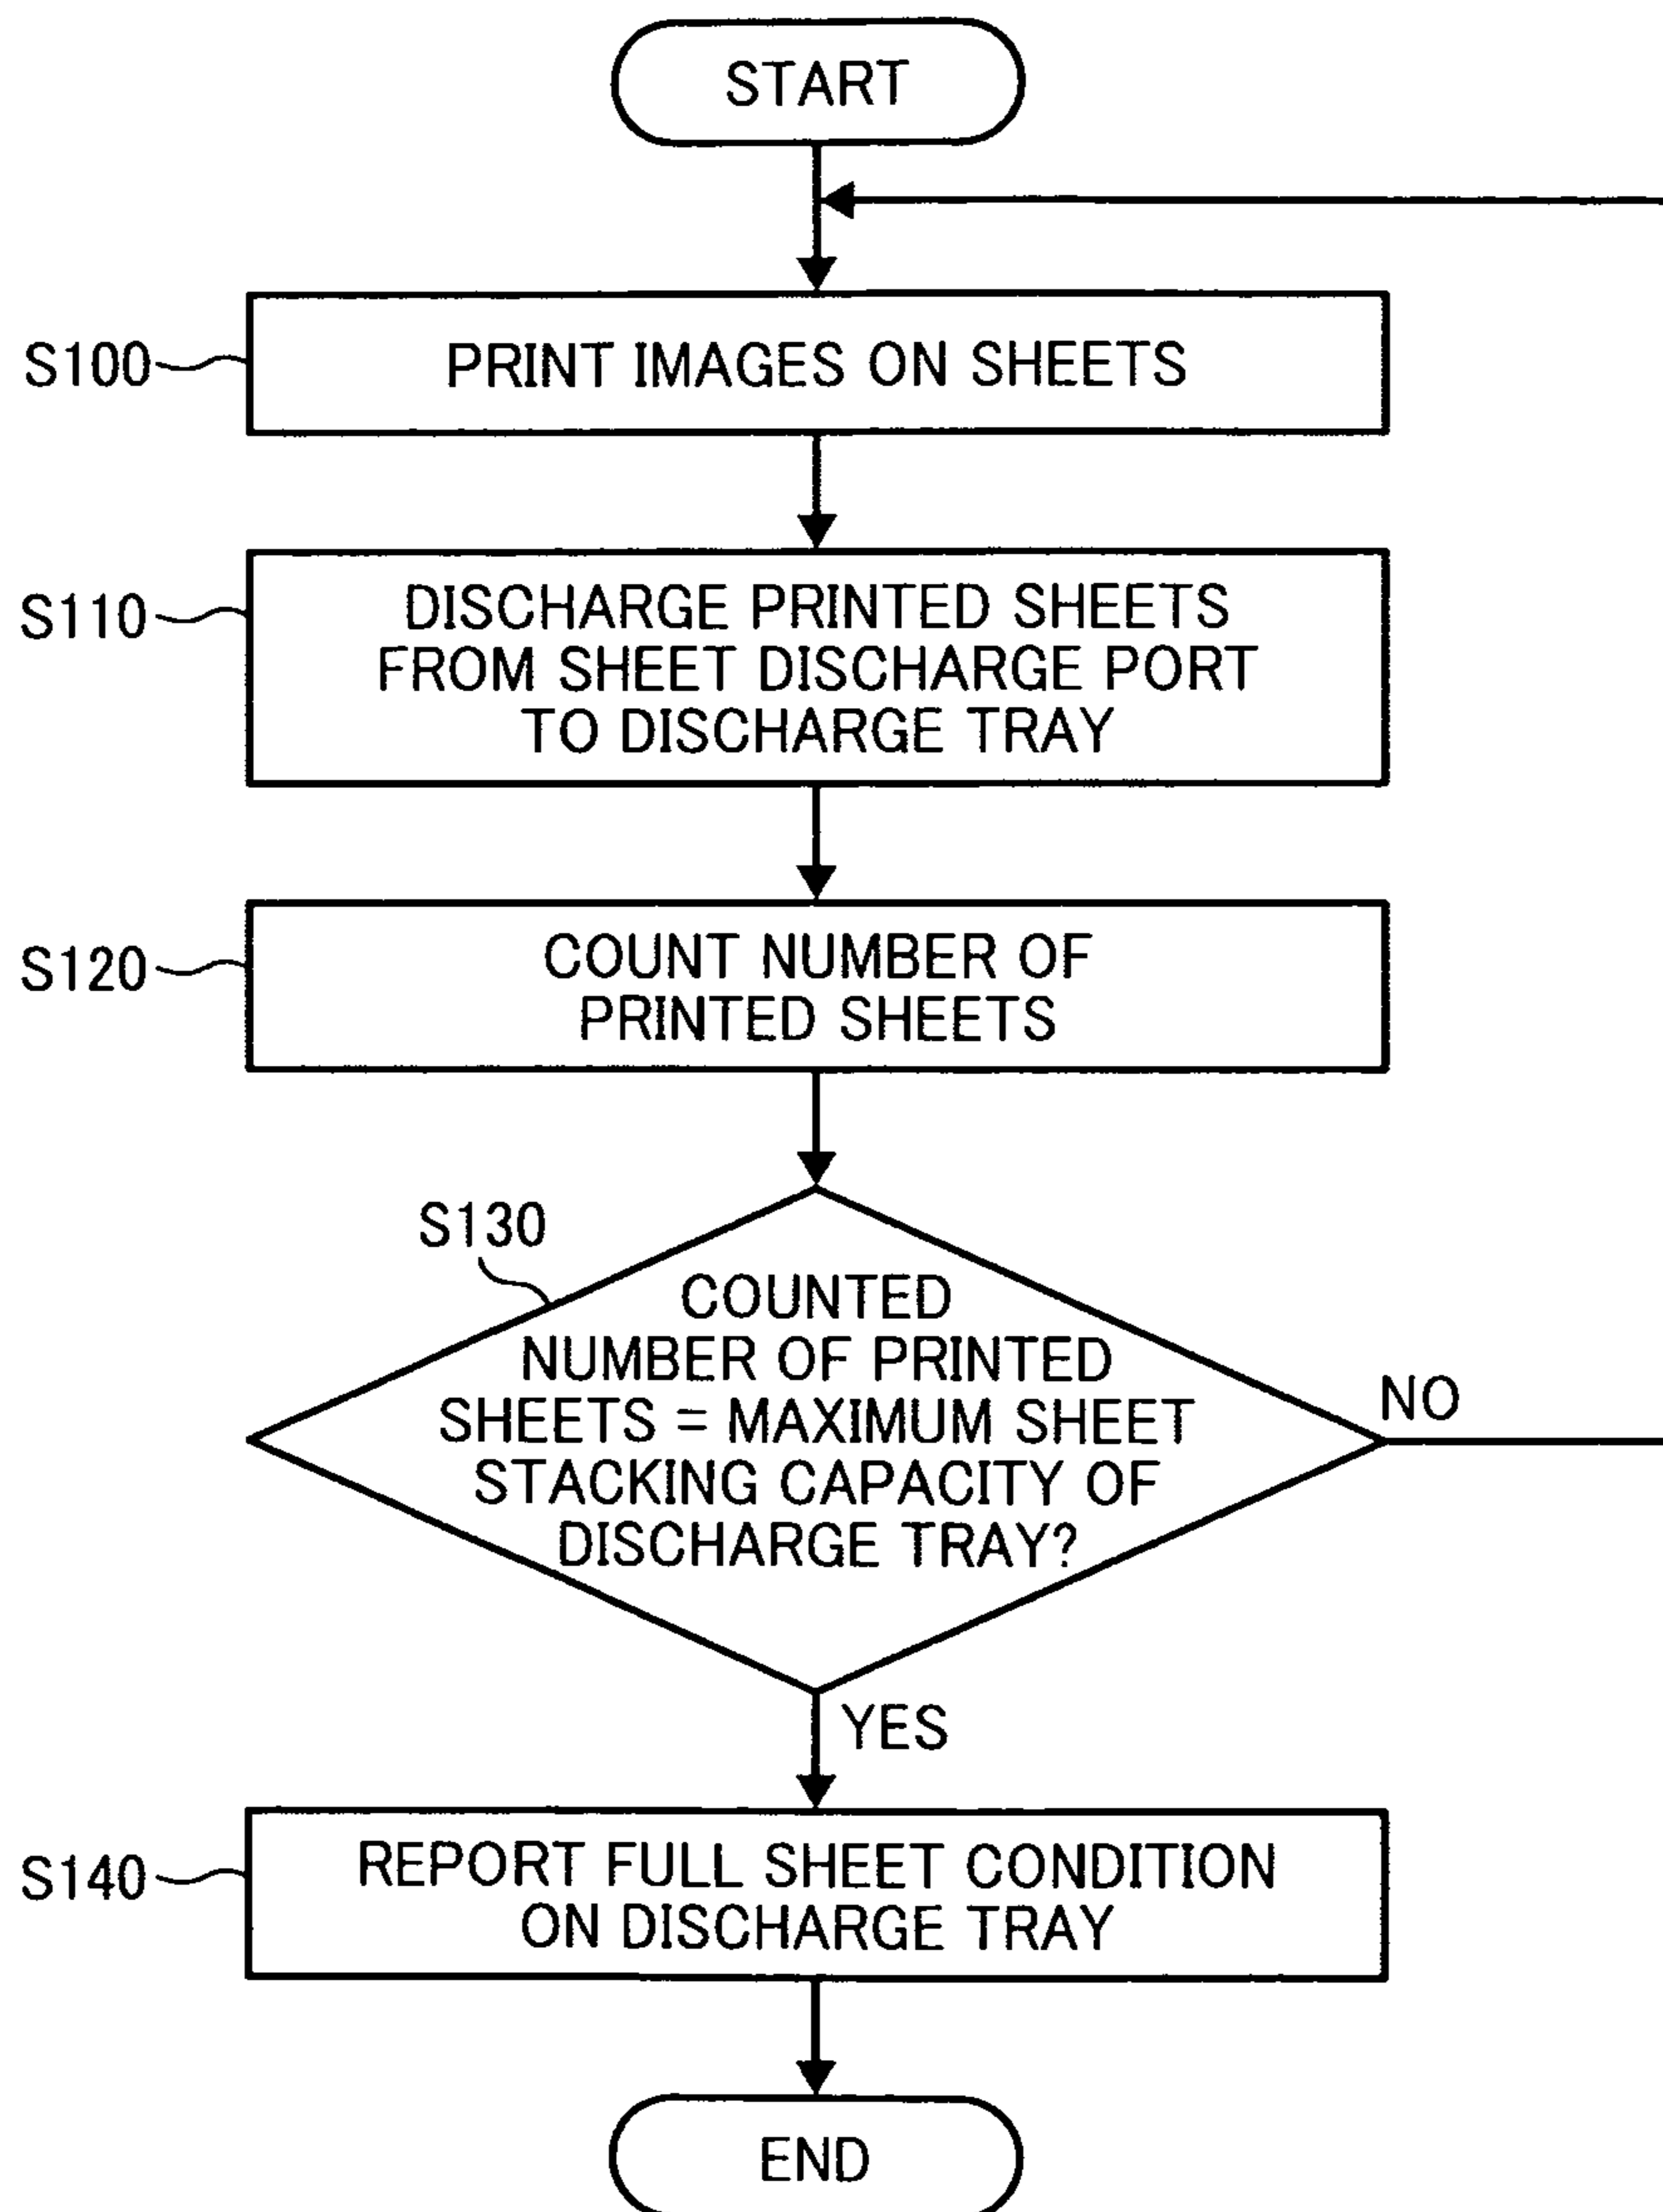 START
S100
PRINT IMAGES ON SHEETS
S110
DISCHARGE PRINTED SHEETS
FROM SHEET DISCHARGE PORT
TO DISCHARGE TRAY
S120
COUNT NUMBER OF
PRINTED SHEETS
S130
COUNTED
NUMBER OF PRINTED
SHEETS = MAXIMUM SHEET
STACKING CAPACITY OF
DISCHARGE TRAY?
NO
YES
S140
REPORT FULL SHEET CONDITION
ON DISCHARGE TRAY
END